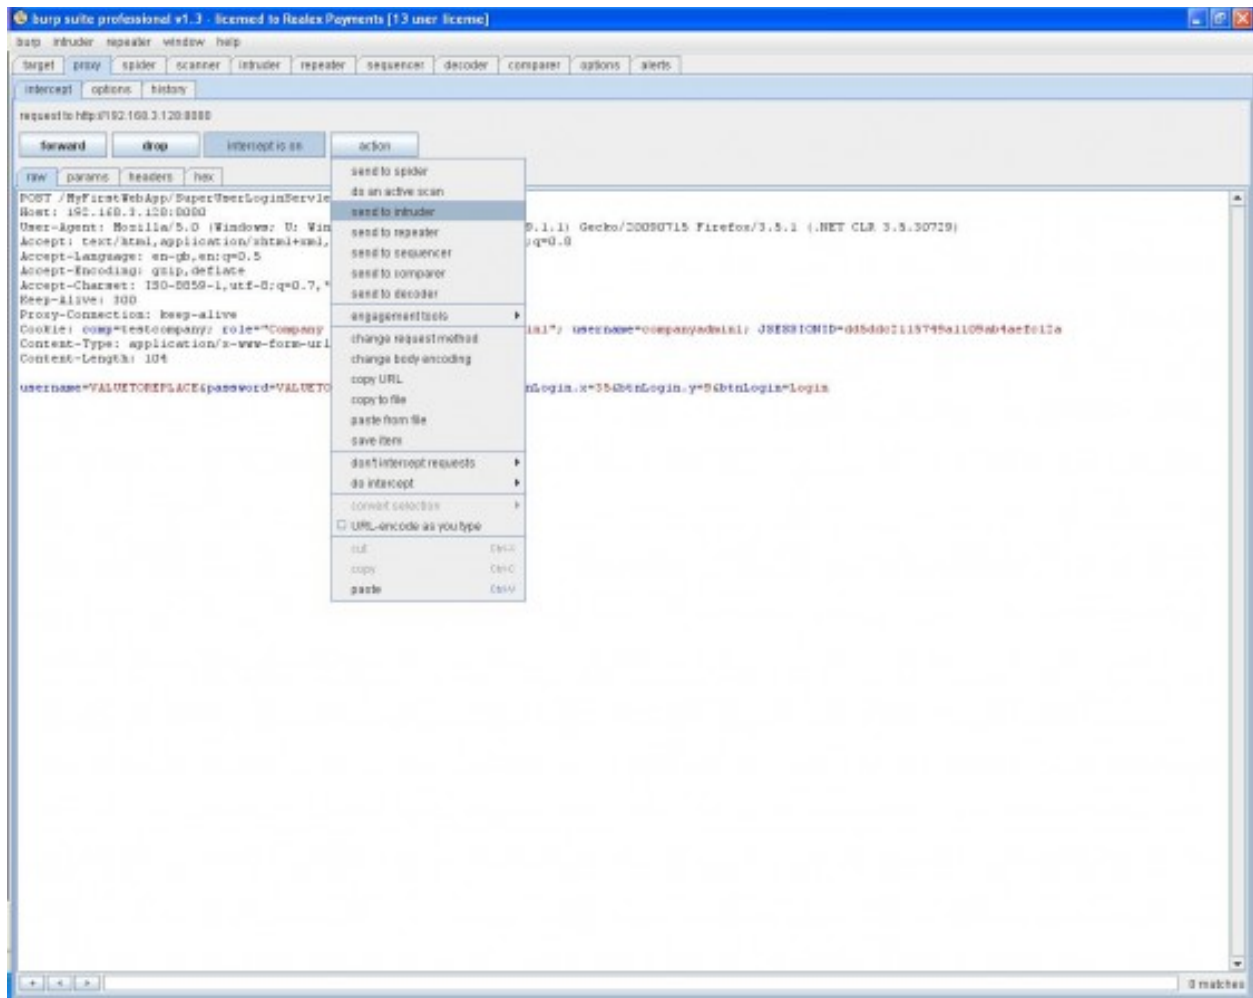 burp suite professional v1.3 - licensed to Realex Payments [13 user license]
burp intruder repeater window help
target proxy spider scanner intruder repeater sequencer decoder comparer options alerts
intercept options history
request to http://192.168.3.128:8080
forward drop intercept is on action
raw params headers hex
POST /MyFirstWebApp/SuperUserLoginServle
Host: 192.168.3.128:8080
User-Agent: Mozilla/5.0 (Windows; U; Win 9.1.1) Gecko/20090715 Firefox/3.5.1 (.NET CLR 3.5.30729)
Accept: text/html,application/xhtml+xml, ;q=0.8
Accept-Language: en-gb,en;q=0.5
Accept-Encoding: gzip,deflate
Accept-Charset: ISO-8859-1,utf-8;q=0.7,*
Keep-Alive: 300
Proxy-Connection: keep-alive
Cookie: comp=testcompany; role="Company username=companyadmin1;
Content-Type: application/x-www-form-url
Content-Length: 104
username=VALUETOREPLACE&password=VALUETO nLogin.x=35&btnLogin.y=9&btnLogin=Login
send to spider
do an active scan
send to intruder
send to repeater
send to sequencer
send to comparer
send to decoder
engagement tools
change request method
change body encoding
copy URL
copy to file
paste from file
save item
don't intercept requests
do intercept
convert selection
URL-encode as you type
cut Ctrl-X
copy Ctrl-C
paste Ctrl-V
+ < > 0 matches